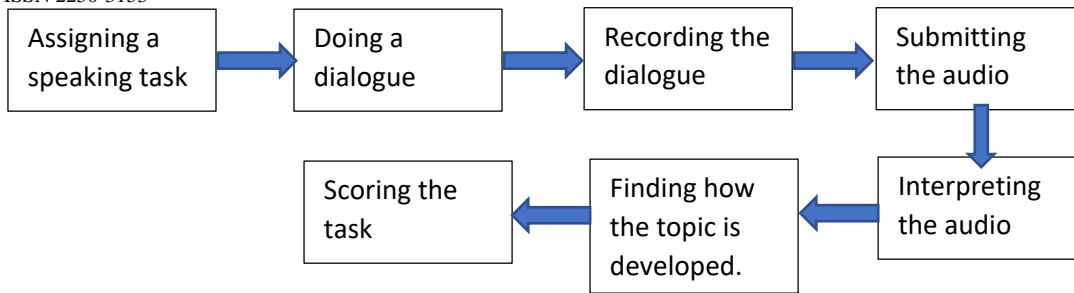 ISSN 2250-3153
Assigning a
speaking task
Doing a
dialogue
Recording the
dialogue
Submitting
the audio
Interpreting
the audio
Finding how
the topic is
developed.
Scoring the
task